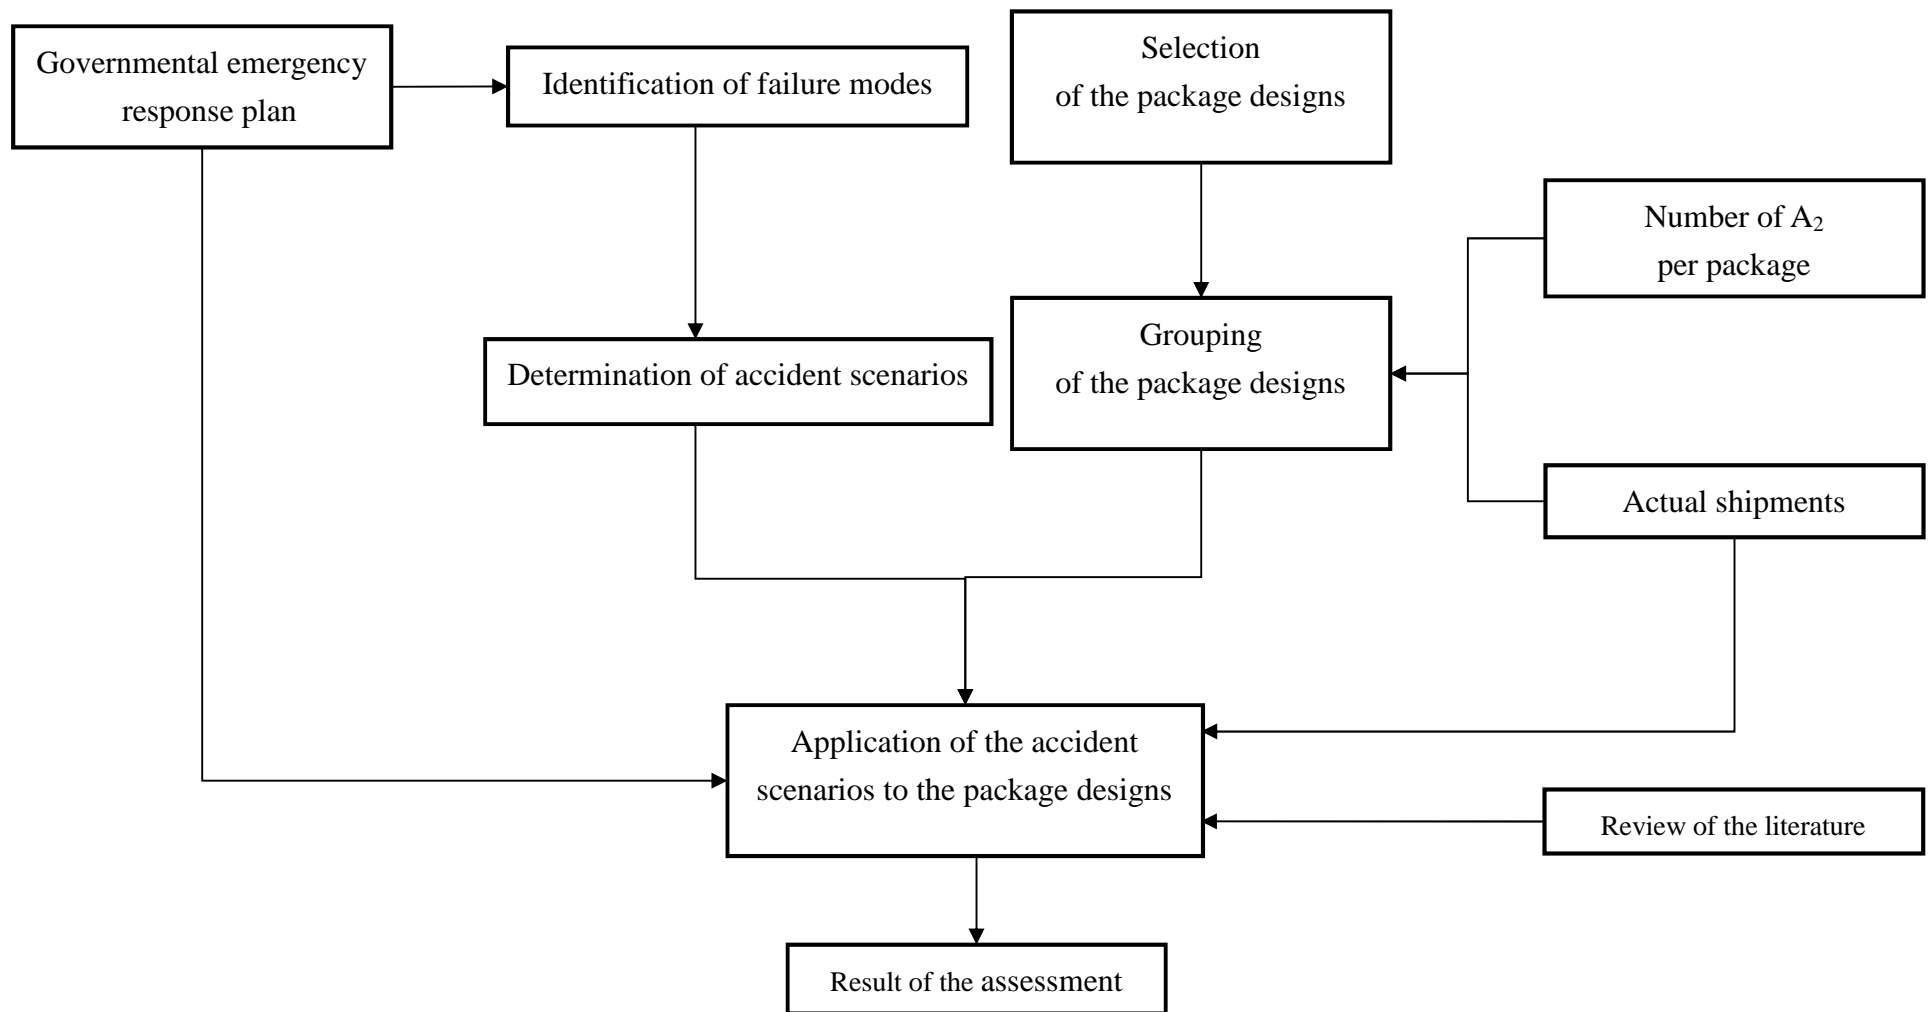 Governmental emergency
response plan
Identification of failure modes
Selection
of the package designs
Number of A₂
per package
Grouping
of the package designs
Determination of accident scenarios
Actual shipments
Application of the accident
scenarios to the package designs
Review of the literature
Result of the assessment